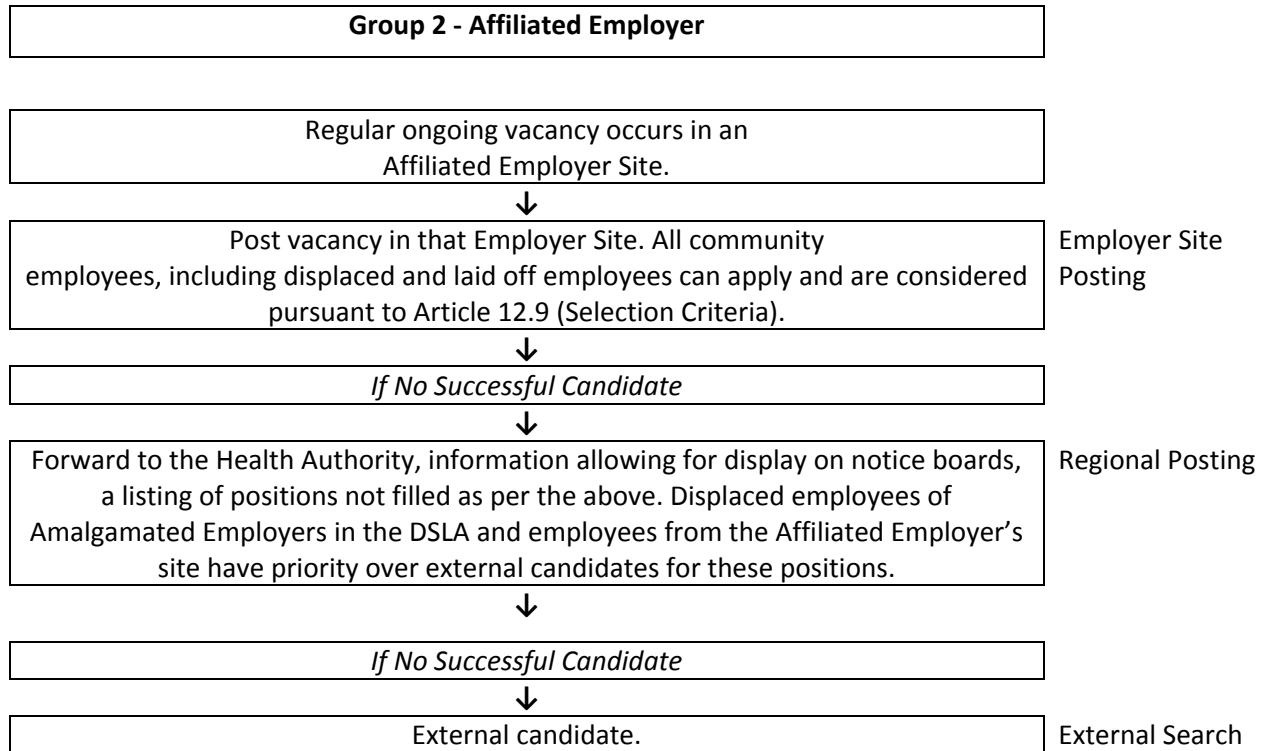 Group 2 - Affiliated Employer
Regular ongoing vacancy occurs in an
Affiliated Employer Site.
↓
Post vacancy in that Employer Site. All community
employees, including displaced and laid off employees can apply and are considered
pursuant to Article 12.9 (Selection Criteria).
Employer Site
Posting
↓
If No Successful Candidate
↓
Forward to the Health Authority, information allowing for display on notice boards,
a listing of positions not filled as per the above. Displaced employees of
Amalgamated Employers in the DSLA and employees from the Affiliated Employer’s
site have priority over external candidates for these positions.
Regional Posting
↓
If No Successful Candidate
↓
External candidate.
External Search